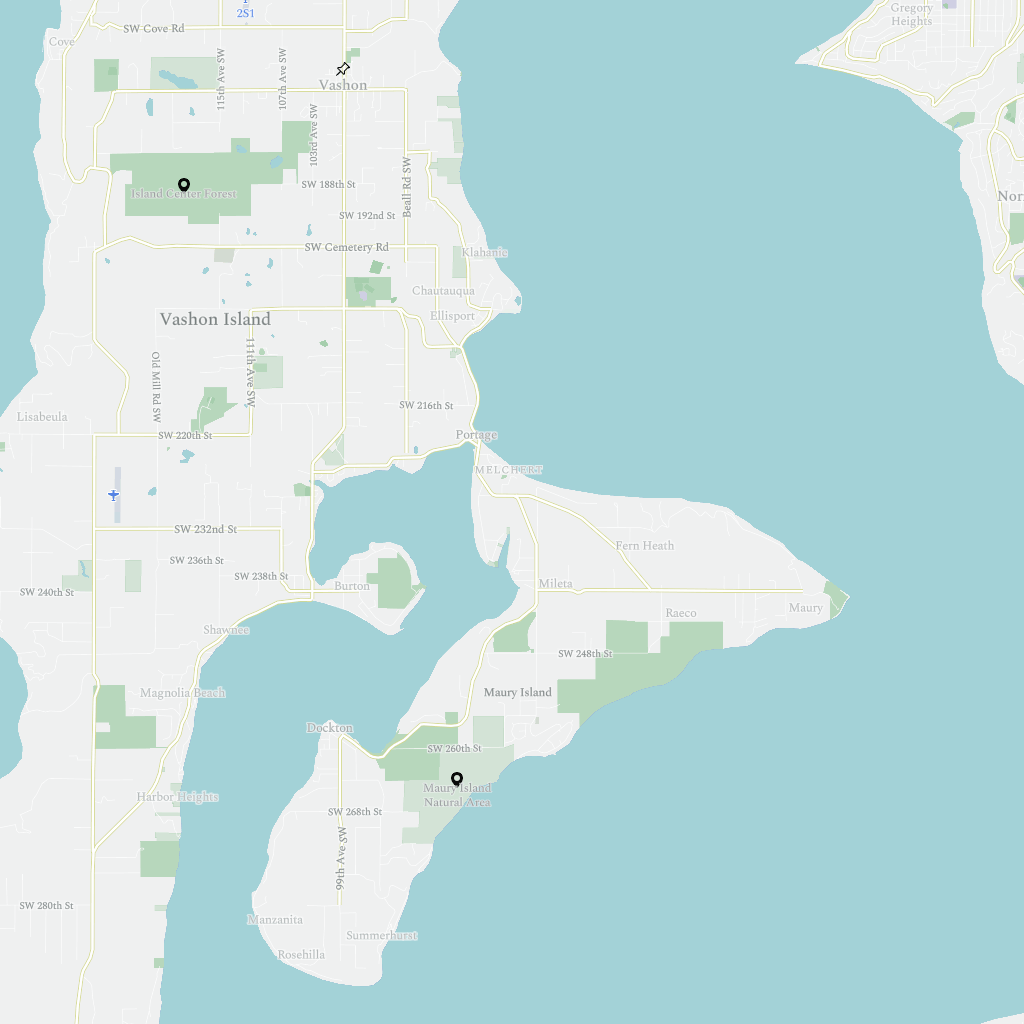 Gregory
Heights
2S1
SW Cove Rd
Cove
115th Ave SW
107th Ave SW
Vashon
103rd Ave SW
Beall Rd SW
SW 188th St
Island Center Forest
Nor
SW 192nd St
SW Cemetery Rd
Klahanic
Chautauqua
Ellisport
Vashon Island
111th Ave SW
Old Mill Rd SW
SW 216th St
Lisabeula
SW 220th St
Portage
MELCHERT
SW 232nd St
Fern Heath
SW 236th St
SW 238th St
Burton
Mileta
SW 240th St
Maury
Raeco
Shawnee
SW 248th St
Magnolia Beach
Maury Island
Dockton
SW 260th St
Maury Island
Natural Area
Harbor Heights
SW 268th St
99th Ave SW
SW 280th St
Manzanita
Summerhurst
Rosehilla